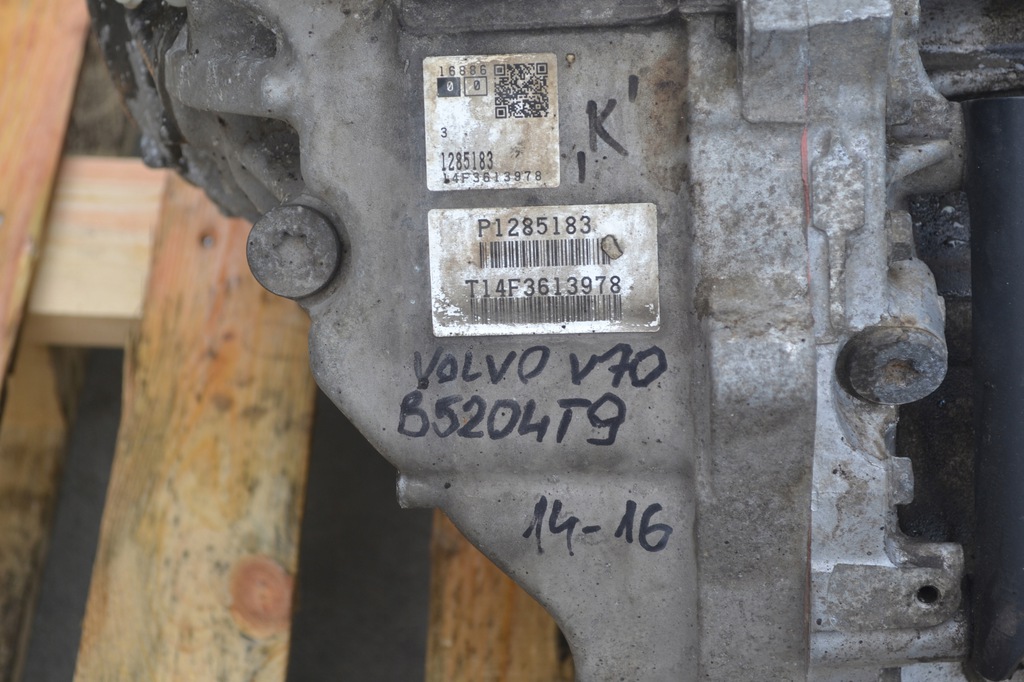 16886
0 0
3
1285183
14F3613978
'K'
P1285183
T14F3613978
VOLVO V70
B5204T9
14-16